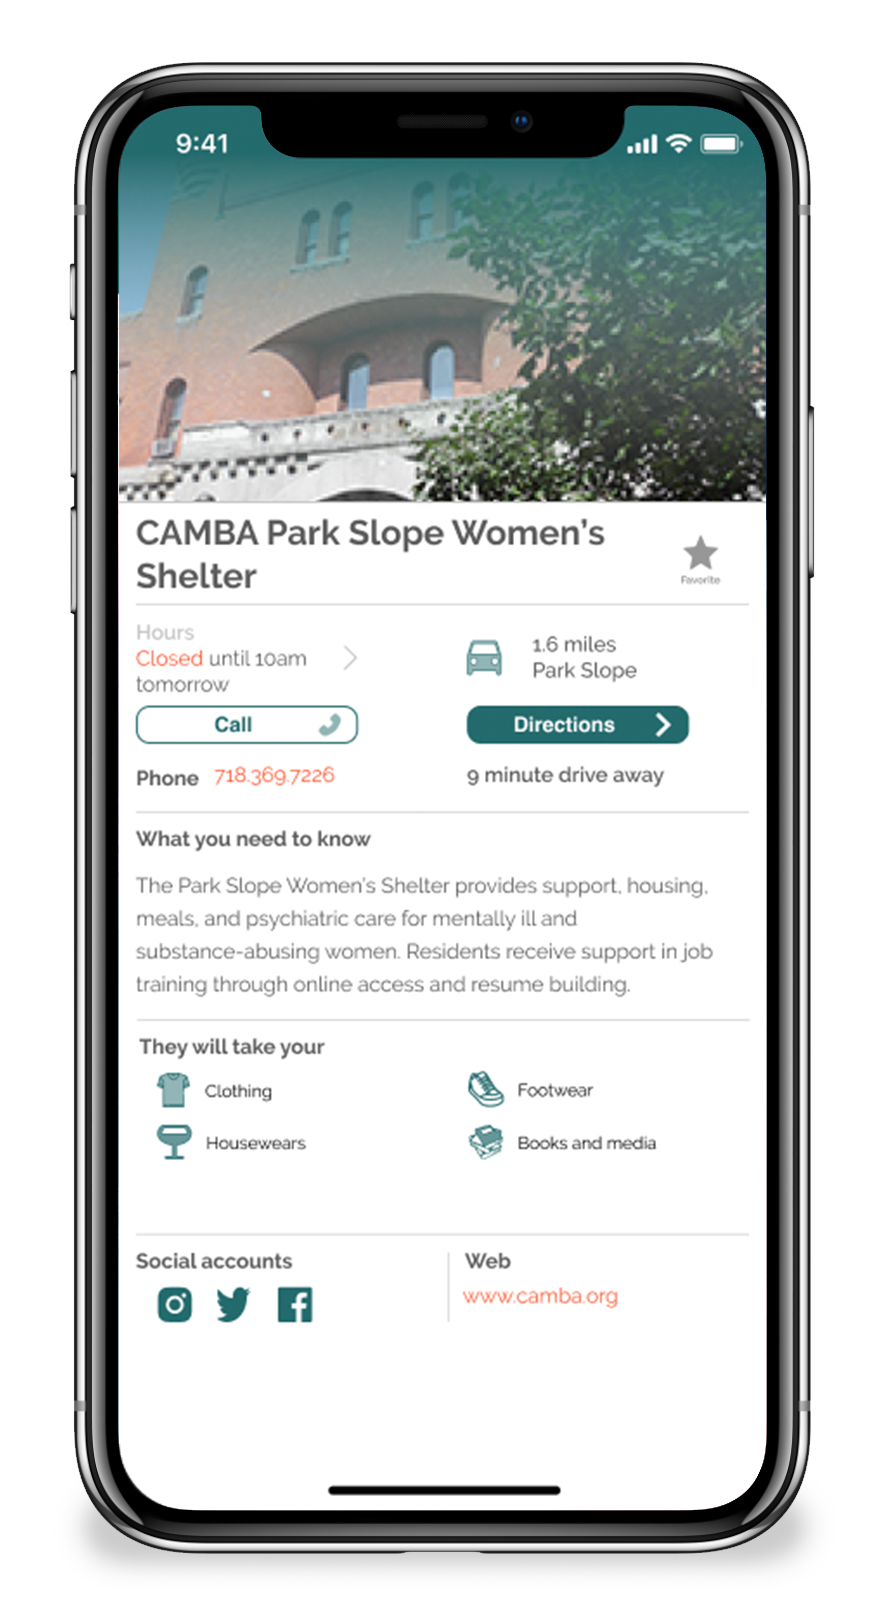 9:41
CAMBA Park Slope Women's
Shelter
Favorite
Hours
Closed until 10am
tomorrow
1.6 miles
Park Slope
Call
Directions
Phone 718.369.7226
9 minute drive away
What you need to know
The Park Slope Women's Shelter provides support, housing,
meals, and psychiatric care for mentally ill and
substance-abusing women. Residents receive support in job
training through online access and resume building.
They will take your
Clothing
Footwear
Housewears
Books and media
Social accounts
Web
www.camba.org